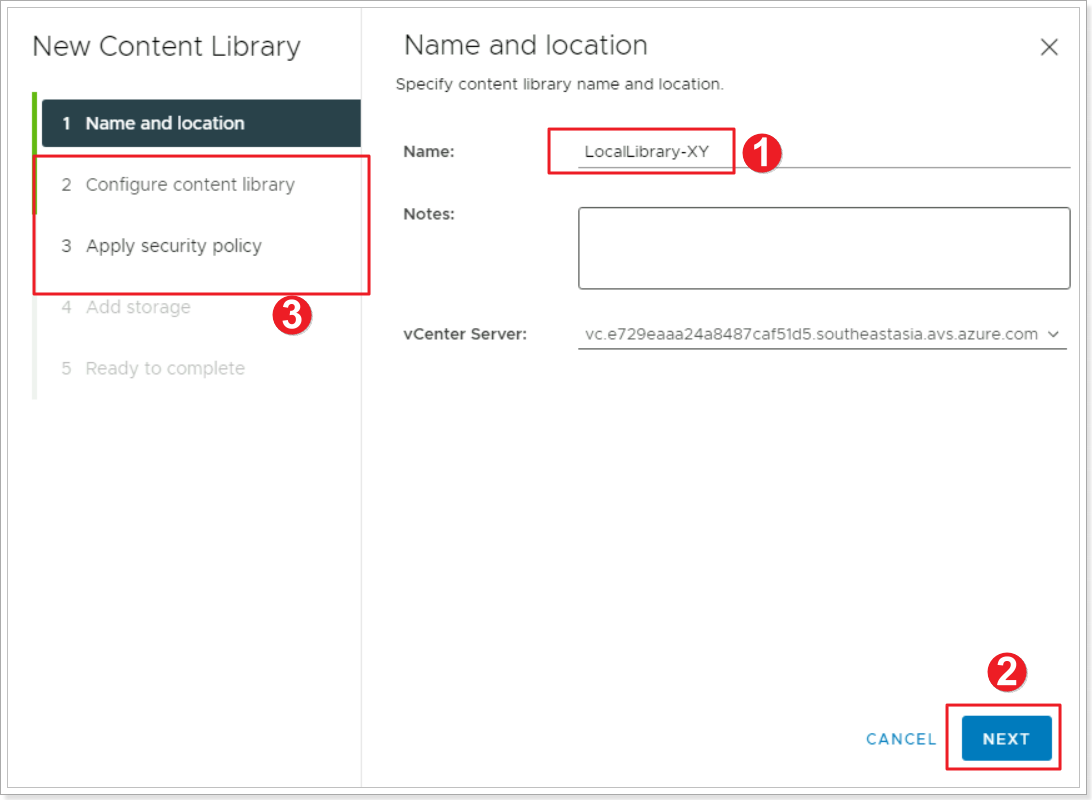 New Content Library
1 Name and location
2 Configure content library
3 Apply security policy
4 Add storage
5 Ready to complete
3
Name and location
Specify content library name and location.
Name: LocalLibrary-XY
1
Notes:
vCenter Server: vc.e729eaaa24a8487caf51d5.southeastasia.avs.azure.com
2
CANCEL NEXT